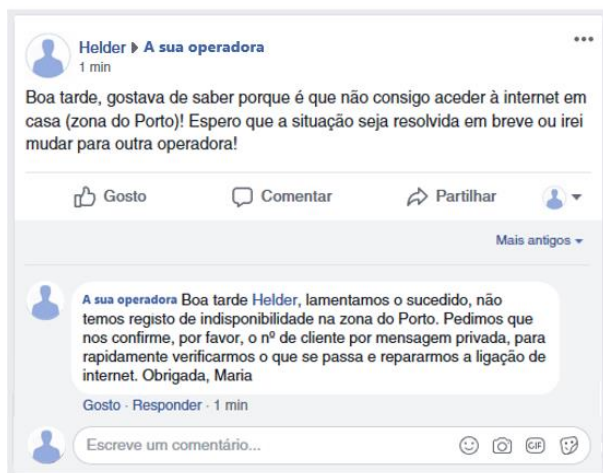 Helder ▶ A sua operadora
1 min
Boa tarde, gostava de saber porque é que não consigo aceder à internet em
casa (zona do Porto)! Espero que a situação seja resolvida em breve ou irei
mudar para outra operadora!
Gosto Comentar Partilhar
Mais antigos
A sua operadora Boa tarde Helder, lamentamos o sucedido, não
temos registo de indisponibilidade na zona do Porto. Pedimos que
nos confirme, por favor, o nº de cliente por mensagem privada, para
rapidamente verificarmos o que se passa e repararmos a ligação de
internet. Obrigada, Maria
Gosto · Responder · 1 min
Escreve um comentário... GIF